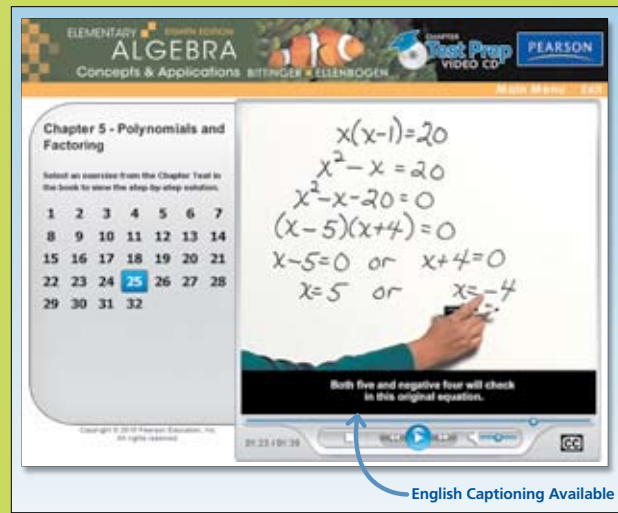 ELEMENTARY EIGHTH EDITION
ALGEBRA
Concepts & Applications BITTINGER ELLENBOGEN
CHAPTER
Test Prep
VIDEO CD
PEARSON
Main Menu Exit
Chapter 5 - Polynomials and
Factoring
Select an exercise from the Chapter Test in
the book to view the step by step solution.
1 2 3 4 5 6 7
8 9 10 11 12 13 14
15 16 17 18 19 20 21
22 23 24 25 26 27 28
29 30 31 32
x(x-1)=20
x²-x=20
x²-x-20=0
(x-5)(x+4)=0
x-5=0 or x+4=0
x=5 or x=-4
Both five and negative four will check
in this original equation.
Copyright © 2010 Pearson Education, Inc.
All rights reserved.
01:23 / 01:39
CC
English Captioning Available